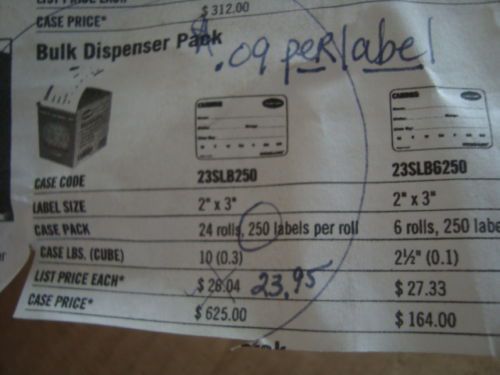 CASE PRICE* $ 312.00
Bulk Dispenser Pack
.09 per label
CASE CODE 23SLB250 23SLB6250
LABEL SIZE 2" x 3" 2" x 3"
CASE PACK 24 rolls, 250 labels per roll 6 rolls, 250 labe
CASE LBS. (CUBE) 10 (0.3) 2½" (0.1)
LIST PRICE EACH* $ 26.04 23.95 $ 27.33
CASE PRICE* $ 625.00 $ 164.00